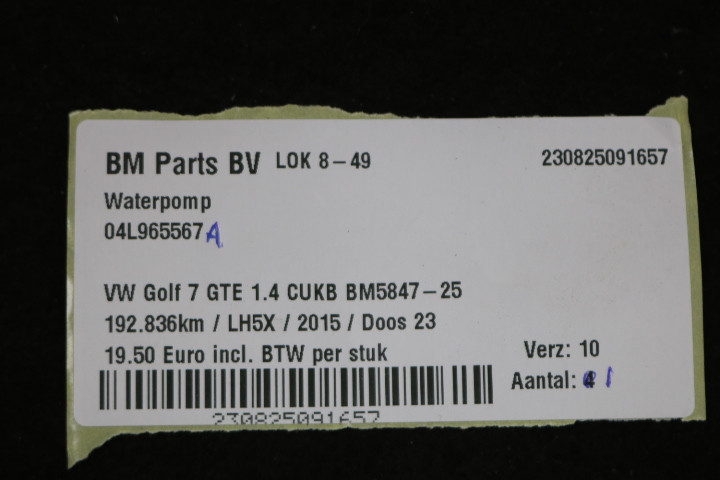 BM Parts BV LOK 8-49 230825091657
Waterpomp
04L965567A
VW Golf 7 GTE 1.4 CUKB BM5847-25
192.836km / LH5X / 2015 / Doos 23
19.50 Euro incl. BTW per stuk Verz: 10
Aantal: 1
230825091657